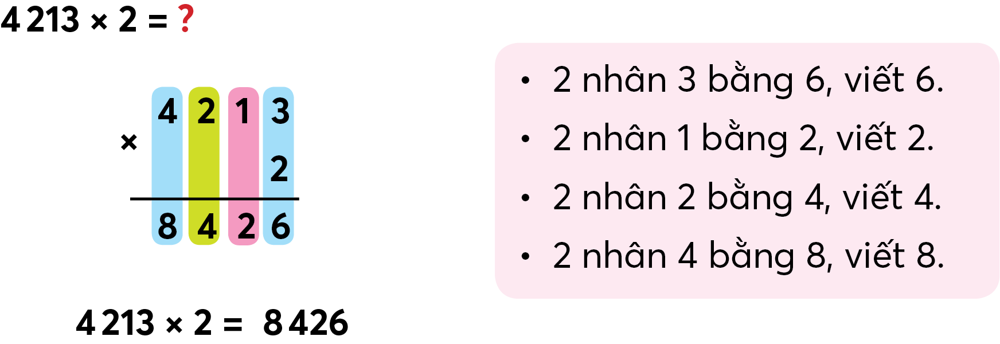 4 213 × 2 = ?
4 2 1 3
×
2
8 4 2 6
4 213 × 2 = 8 426
• 2 nhân 3 bằng 6, viết 6.
• 2 nhân 1 bằng 2, viết 2.
• 2 nhân 2 bằng 4, viết 4.
• 2 nhân 4 bằng 8, viết 8.